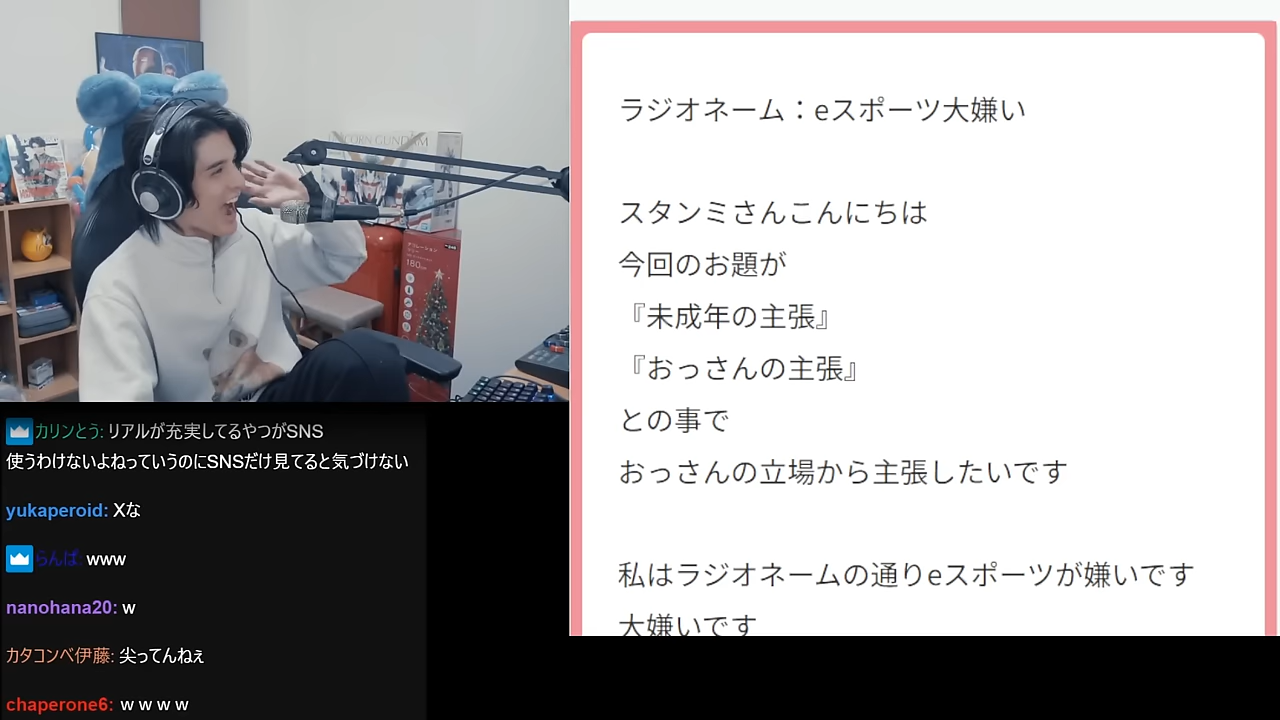 CORN GUNDAM
180cm
カリンとう: リアルが充実してるやつがSNS
使うわけないよねっていうのにSNSだけ見てると気づけない
yukaperoid: Xな
らんぱ: www
nanohana20: w
カタコンベ伊藤: 尖ってんねぇ
chaperone6: w w w w
ラジオネーム：eスポーツ大嫌い
スタンミさんこんにちは
今回のお題が
『未成年の主張』
『おっさんの主張』
との事で
おっさんの立場から主張したいです
私はラジオネームの通りeスポーツが嫌いです
大嫌いです